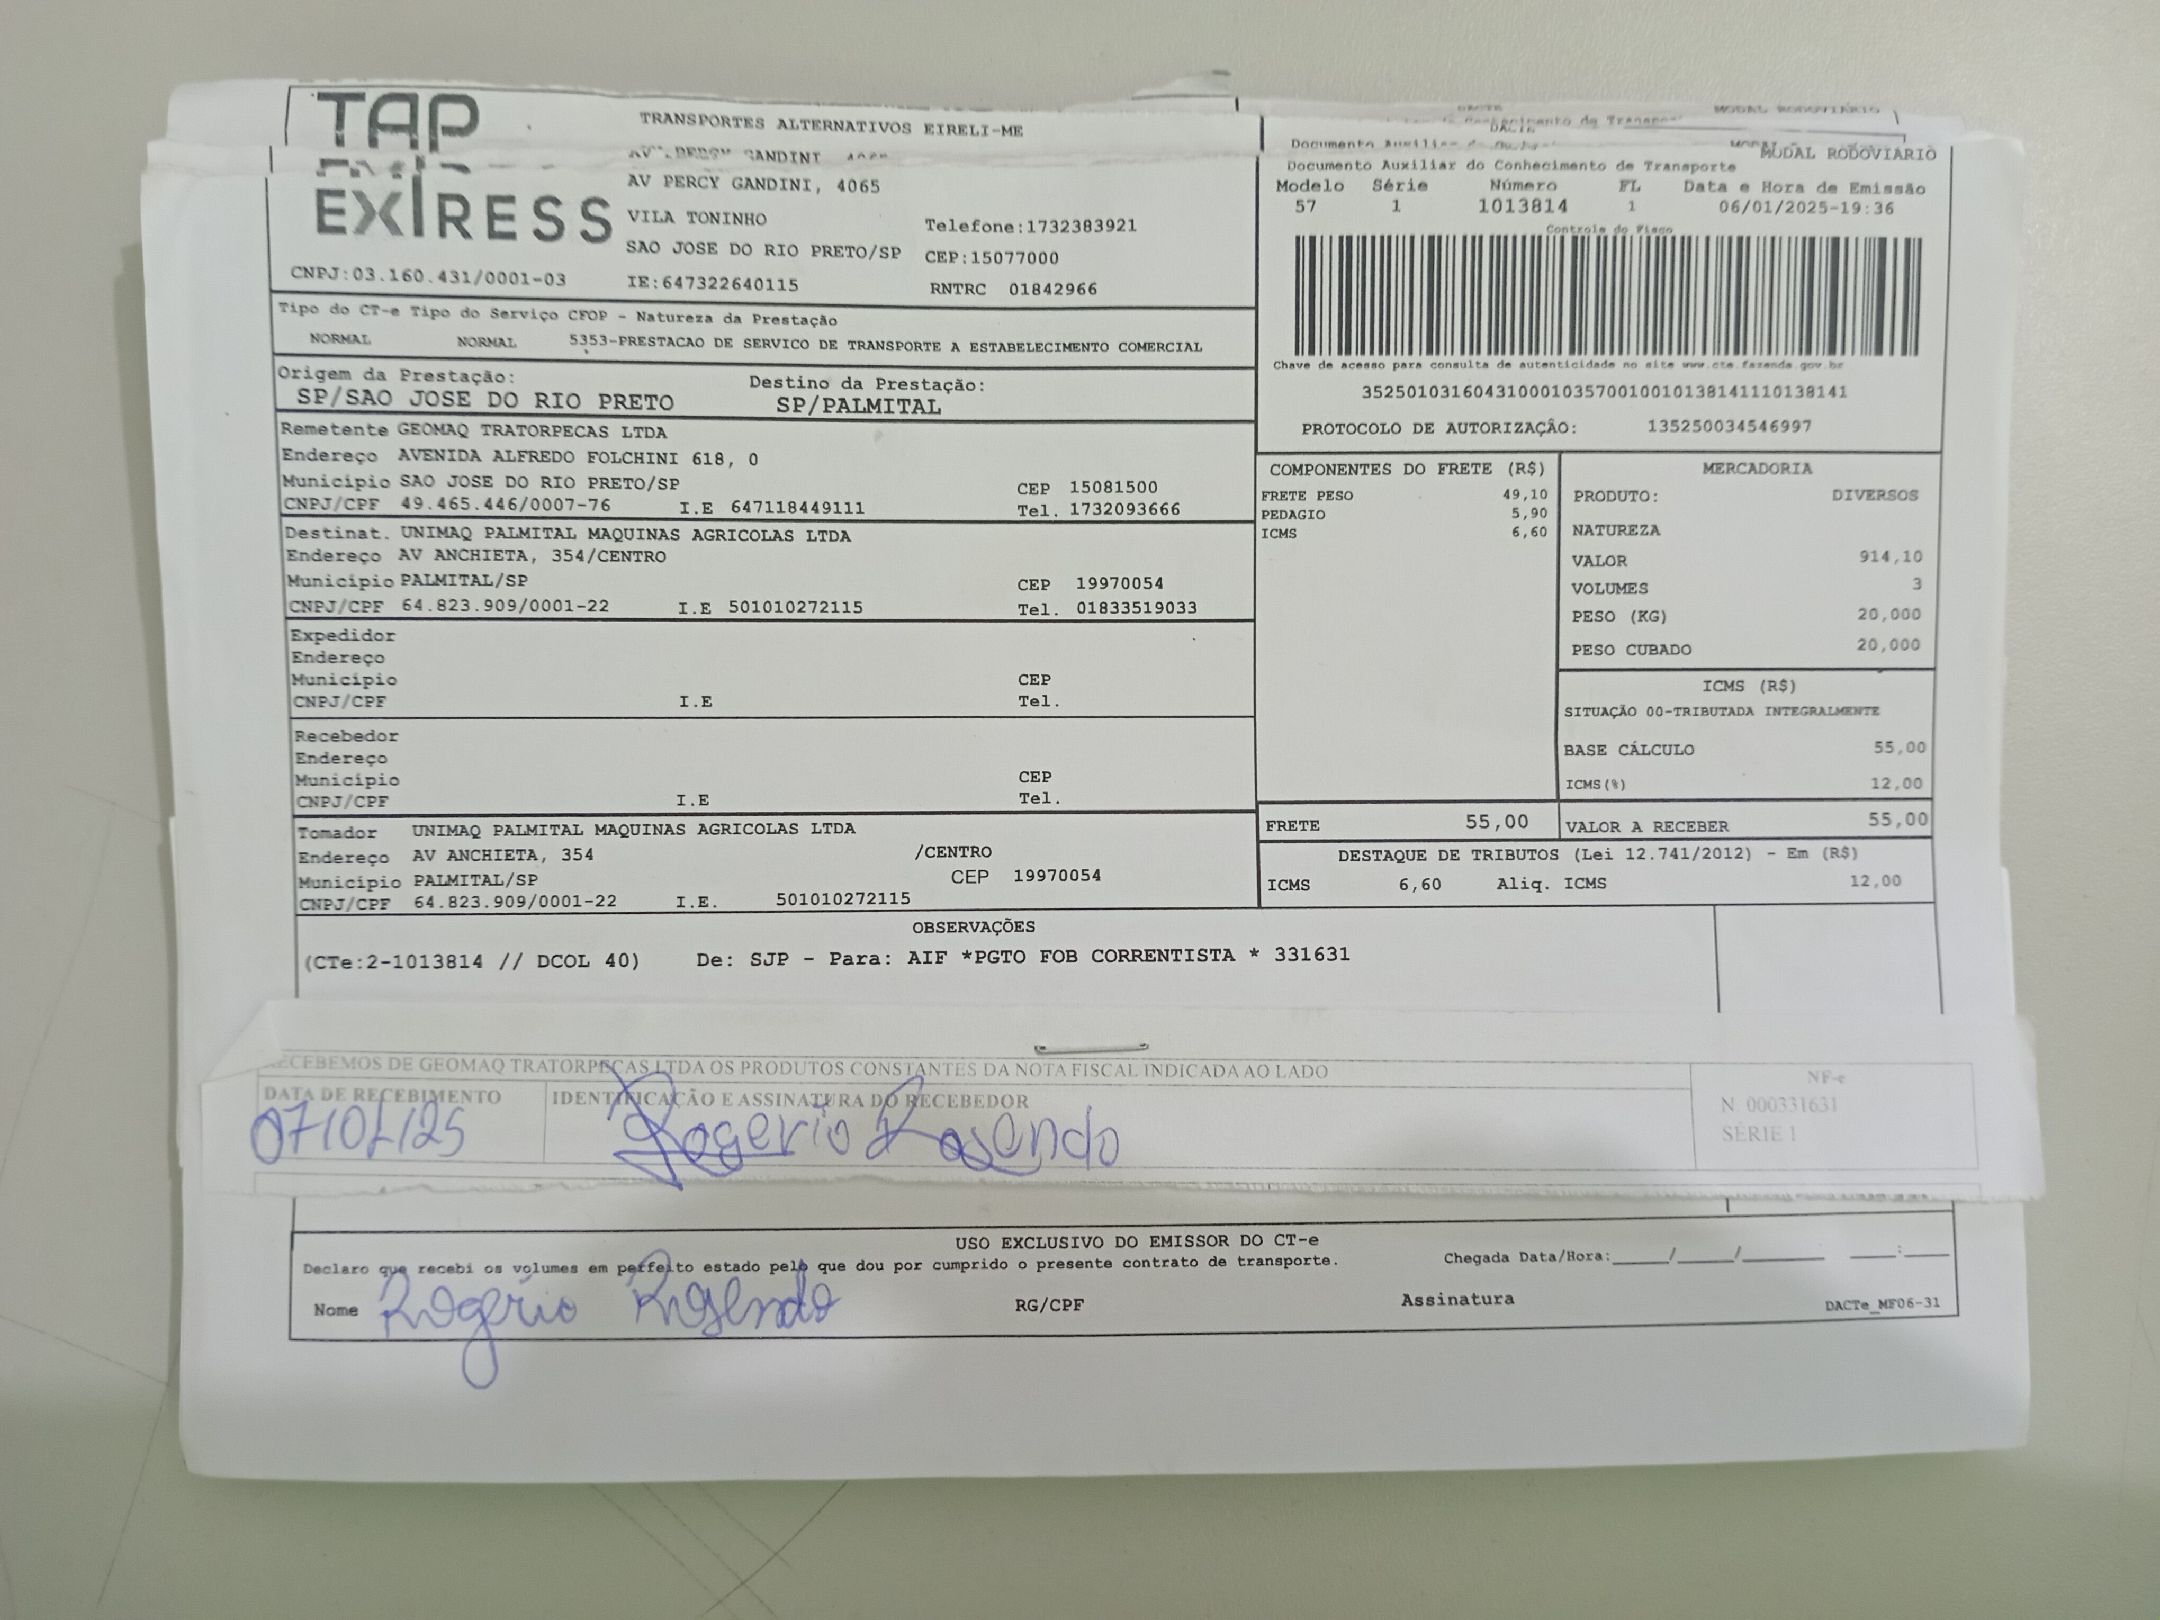 TAP
EXPRESS
CNPJ:03.160.431/0001-03
TRANSPORTES ALTERNATIVOS EIRELI-ME
AV PERCY GANDINI, 4065
VILA TONINHO
SAO JOSE DO RIO PRETO/SP
IE:647322640115
Telefone:1732383921
CEP:15077000
RNTRC 01842966
MODAL RODOVIÁRIO
Documento Auxiliar do Conhecimento de Transporte
Modelo Série Número FL Data e Hora de Emissão
57 1 1013814 1 06/01/2025-19:36
Controle do Fisco
Chave de acesso para consulta de autenticidade no site www.cte.fazenda.gov.br
35250103160431000103570010010138141110138141
PROTOCOLO DE AUTORIZAÇÃO: 135250034546997
Tipo do CT-e Tipo do Serviço CFOP - Natureza da Prestação
NORMAL NORMAL 5353-PRESTACAO DE SERVICO DE TRANSPORTE A ESTABELECIMENTO COMERCIAL
Origem da Prestação: Destino da Prestação:
SP/SAO JOSE DO RIO PRETO SP/PALMITAL
Remetente GEOMAQ TRATORPECAS LTDA
Endereço AVENIDA ALFREDO FOLCHINI 618, 0
Município SAO JOSE DO RIO PRETO/SP CEP 15081500
CNPJ/CPF 49.465.446/0007-76 I.E 647118449111 Tel. 1732093666
Destinat. UNIMAQ PALMITAL MAQUINAS AGRICOLAS LTDA
Endereço AV ANCHIETA, 354/CENTRO
Município PALMITAL/SP CEP 19970054
CNPJ/CPF 64.823.909/0001-22 I.E 501010272115 Tel. 01833519033
Expedidor
Endereço
Município CEP
CNPJ/CPF I.E Tel.
Recebedor
Endereço
Município CEP
CNPJ/CPF I.E Tel.
Tomador UNIMAQ PALMITAL MAQUINAS AGRICOLAS LTDA
Endereço AV ANCHIETA, 354 /CENTRO
Município PALMITAL/SP CEP 19970054
CNPJ/CPF 64.823.909/0001-22 I.E. 501010272115
COMPONENTES DO FRETE (R$)
FRETE PESO 49,10
PEDAGIO 5,90
ICMS 6,60
MERCADORIA
PRODUTO: DIVERSOS
NATUREZA
VALOR 914,10
VOLUMES 3
PESO (KG) 20,000
PESO CUBADO 20,000
ICMS (R$)
SITUAÇÃO 00-TRIBUTADA INTEGRALMENTE
BASE CÁLCULO 55,00
ICMS(%) 12,00
FRETE 55,00 VALOR A RECEBER 55,00
DESTAQUE DE TRIBUTOS (Lei 12.741/2012) - Em (R$)
ICMS 6,60 Aliq. ICMS 12,00
OBSERVAÇÕES
(CTe:2-1013814 // DCOL 40) De: SJP - Para: AIF *PGTO FOB CORRENTISTA * 331631
RECEBEMOS DE GEOMAQ TRATORPECAS LTDA OS PRODUTOS CONSTANTES DA NOTA FISCAL INDICADA AO LADO
DATA DE RECEBIMENTO IDENTIFICAÇÃO E ASSINATURA DO RECEBEDOR
07/01/25 Rogerio Rosendo
NF-e
N. 000331631
SÉRIE 1
USO EXCLUSIVO DO EMISSOR DO CT-e
Declaro que recebi os volumes em perfeito estado pelo que dou por cumprido o presente contrato de transporte.
Chegada Data/Hora:____/____/______ ___:___
Nome Rogério Rosendo RG/CPF Assinatura DACTe_MF06-31